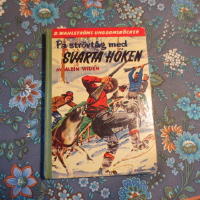 B. WAHLSTRÖMS UNGDOMSBÖCKER
På strövtåg med
SVARTA HÖKEN
AV ALBIN WIDÉN